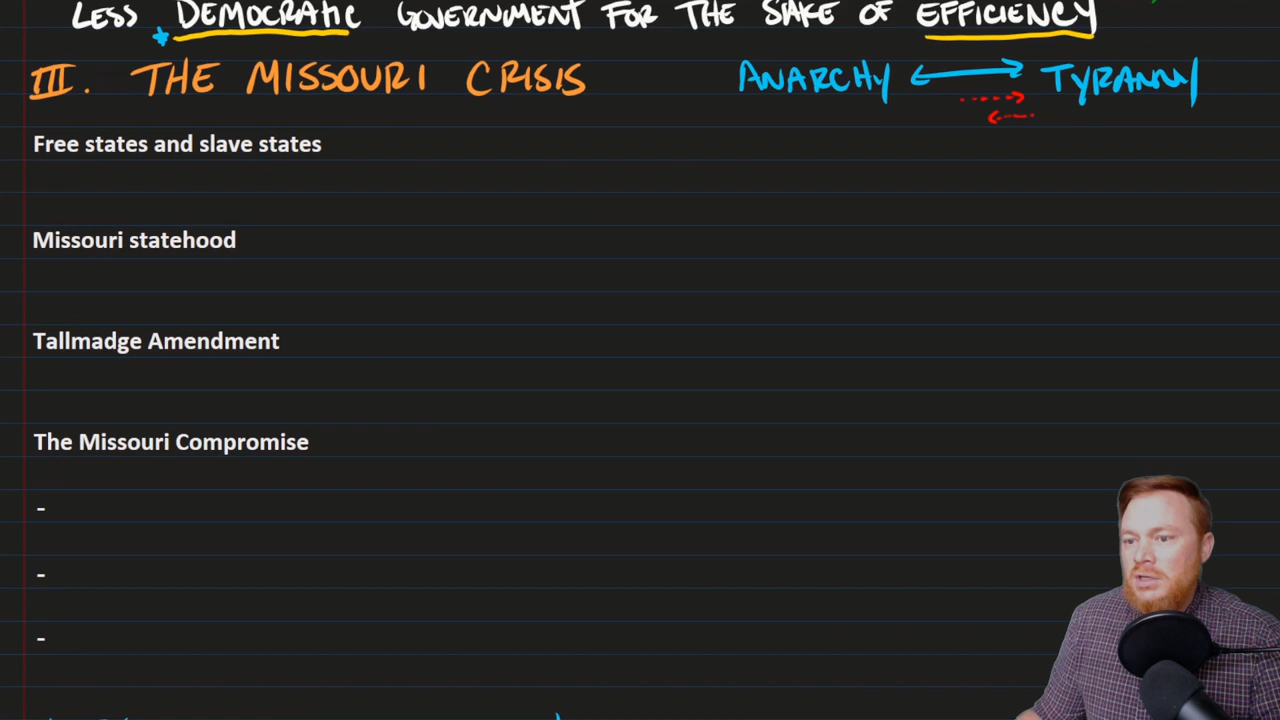 LESS DEMOCRATIC GOVERNMENT FOR THE SAKE OF EFFICIENCY
III. THE MISSOURI CRISIS ANARCHY TYRANNY
Free states and slave states
Missouri statehood
Tallmadge Amendment
The Missouri Compromise
-
-
-